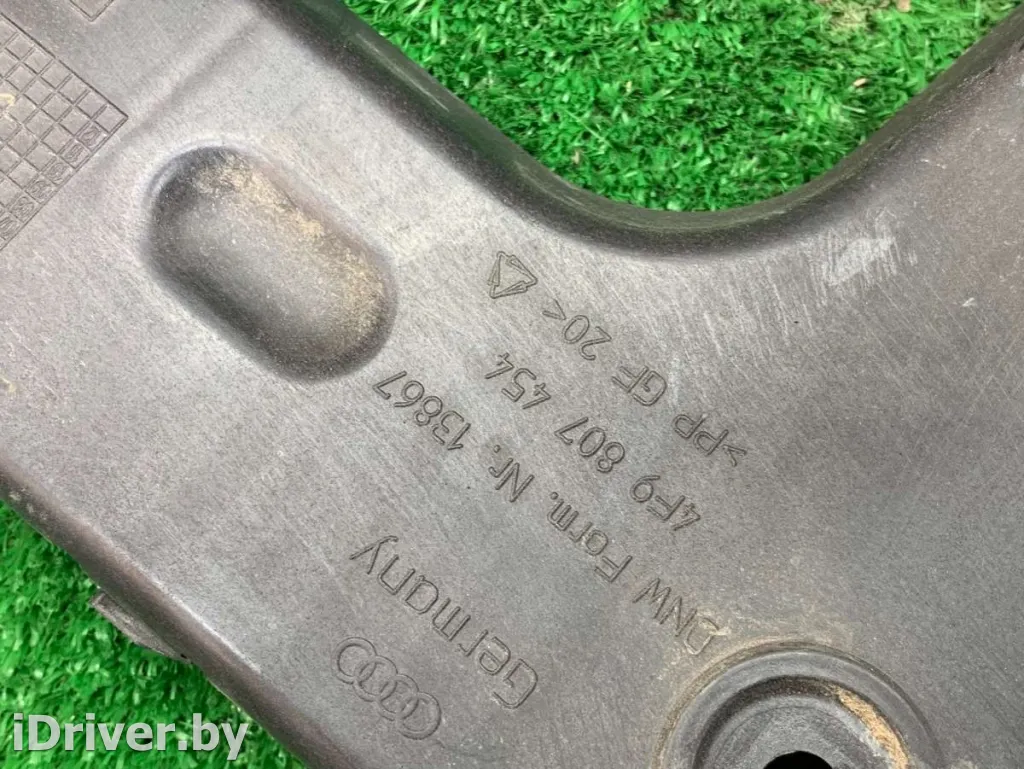 >PP GF 20<
4F9 807 454
DNW Form. Nr. 13867
Germany
iDriver.by